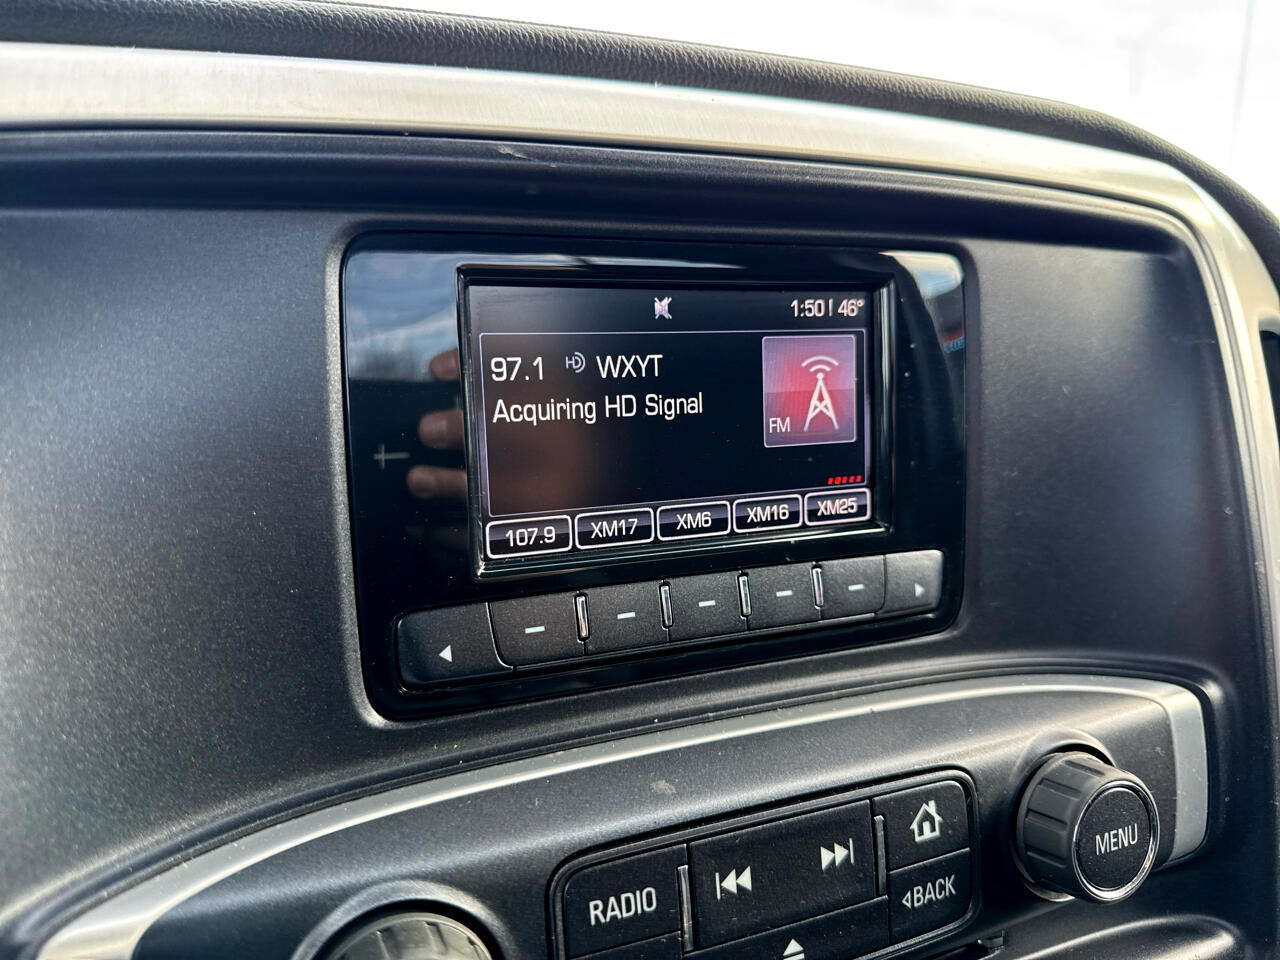 1:50 | 46°
97.1 HD WXYT
Acquiring HD Signal
FM
107.9 XM17 XM6 XM16 XM25
RADIO
BACK
MENU